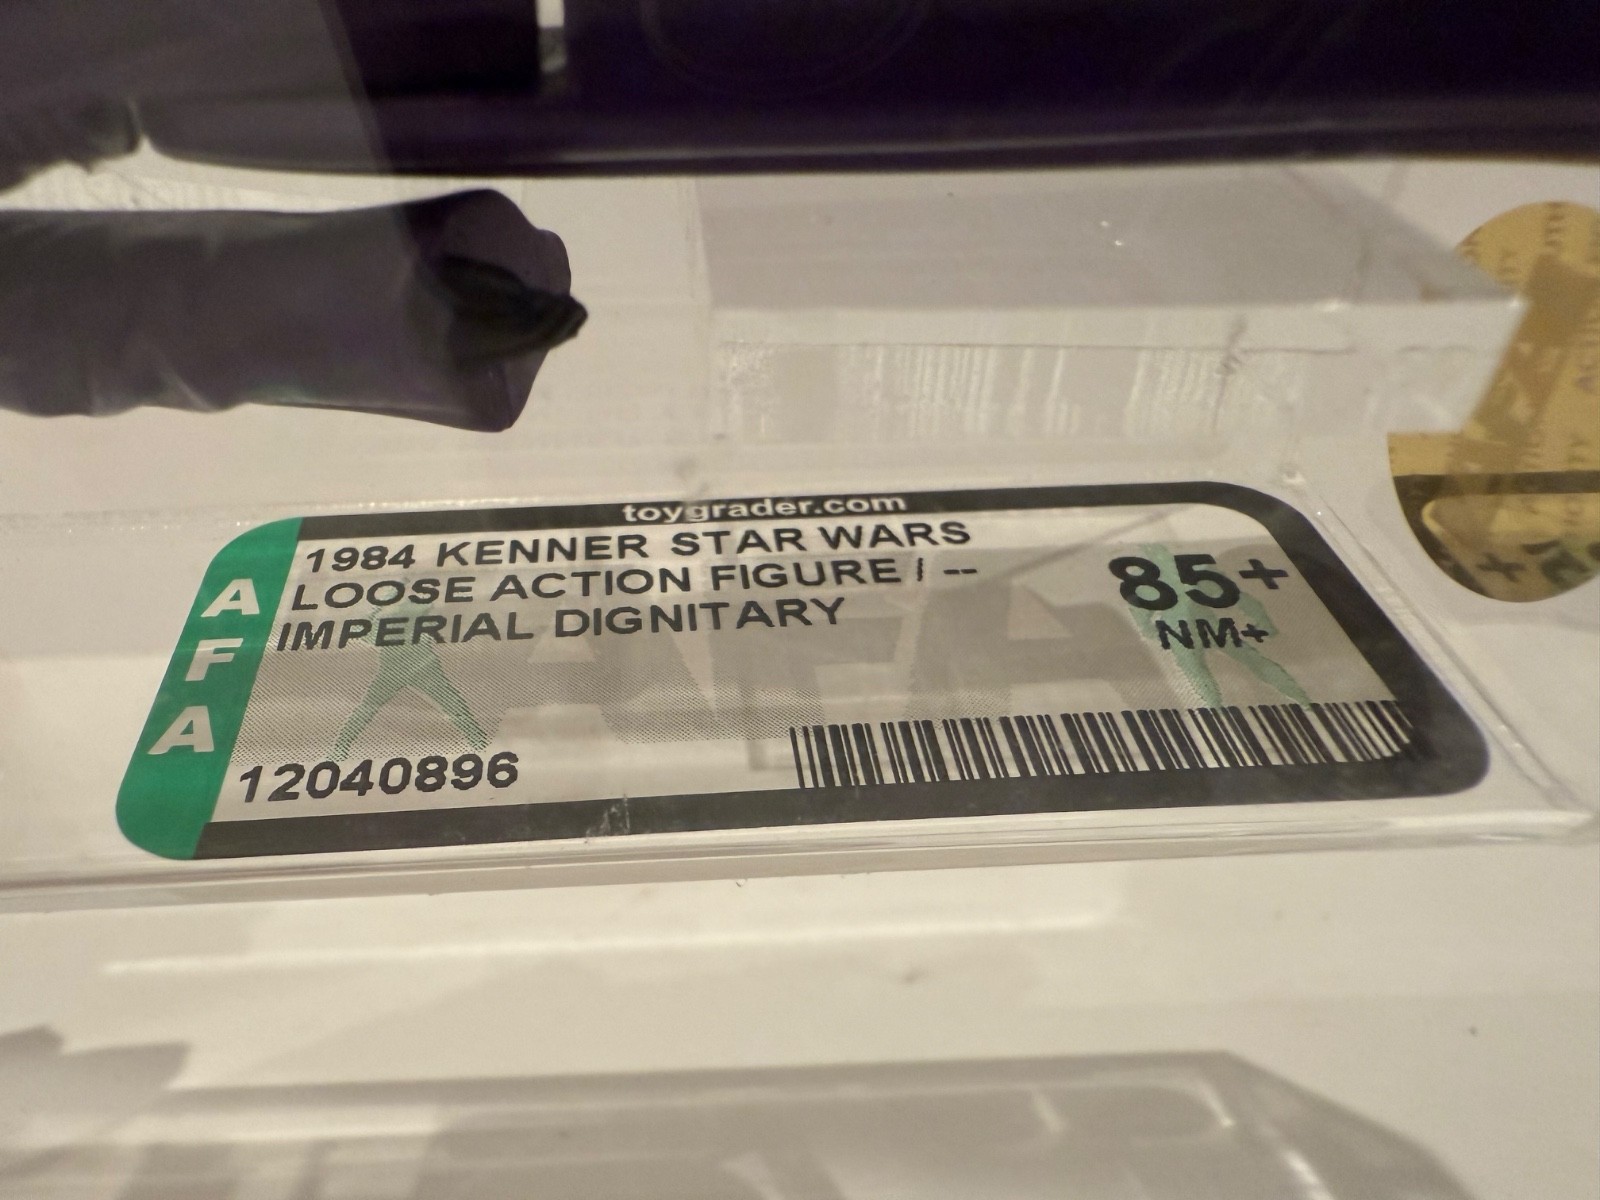 toygrader.com
AFA
1984 KENNER STAR WARS
LOOSE ACTION FIGURE / --
IMPERIAL DIGNITARY
85+
NM+
12040896